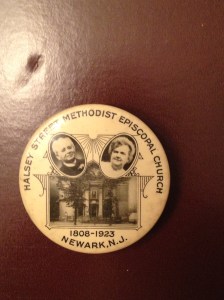 HALSEY STREET METHODIST EPISCOPAL CHURCH
1808-1923
NEWARK, N.J.